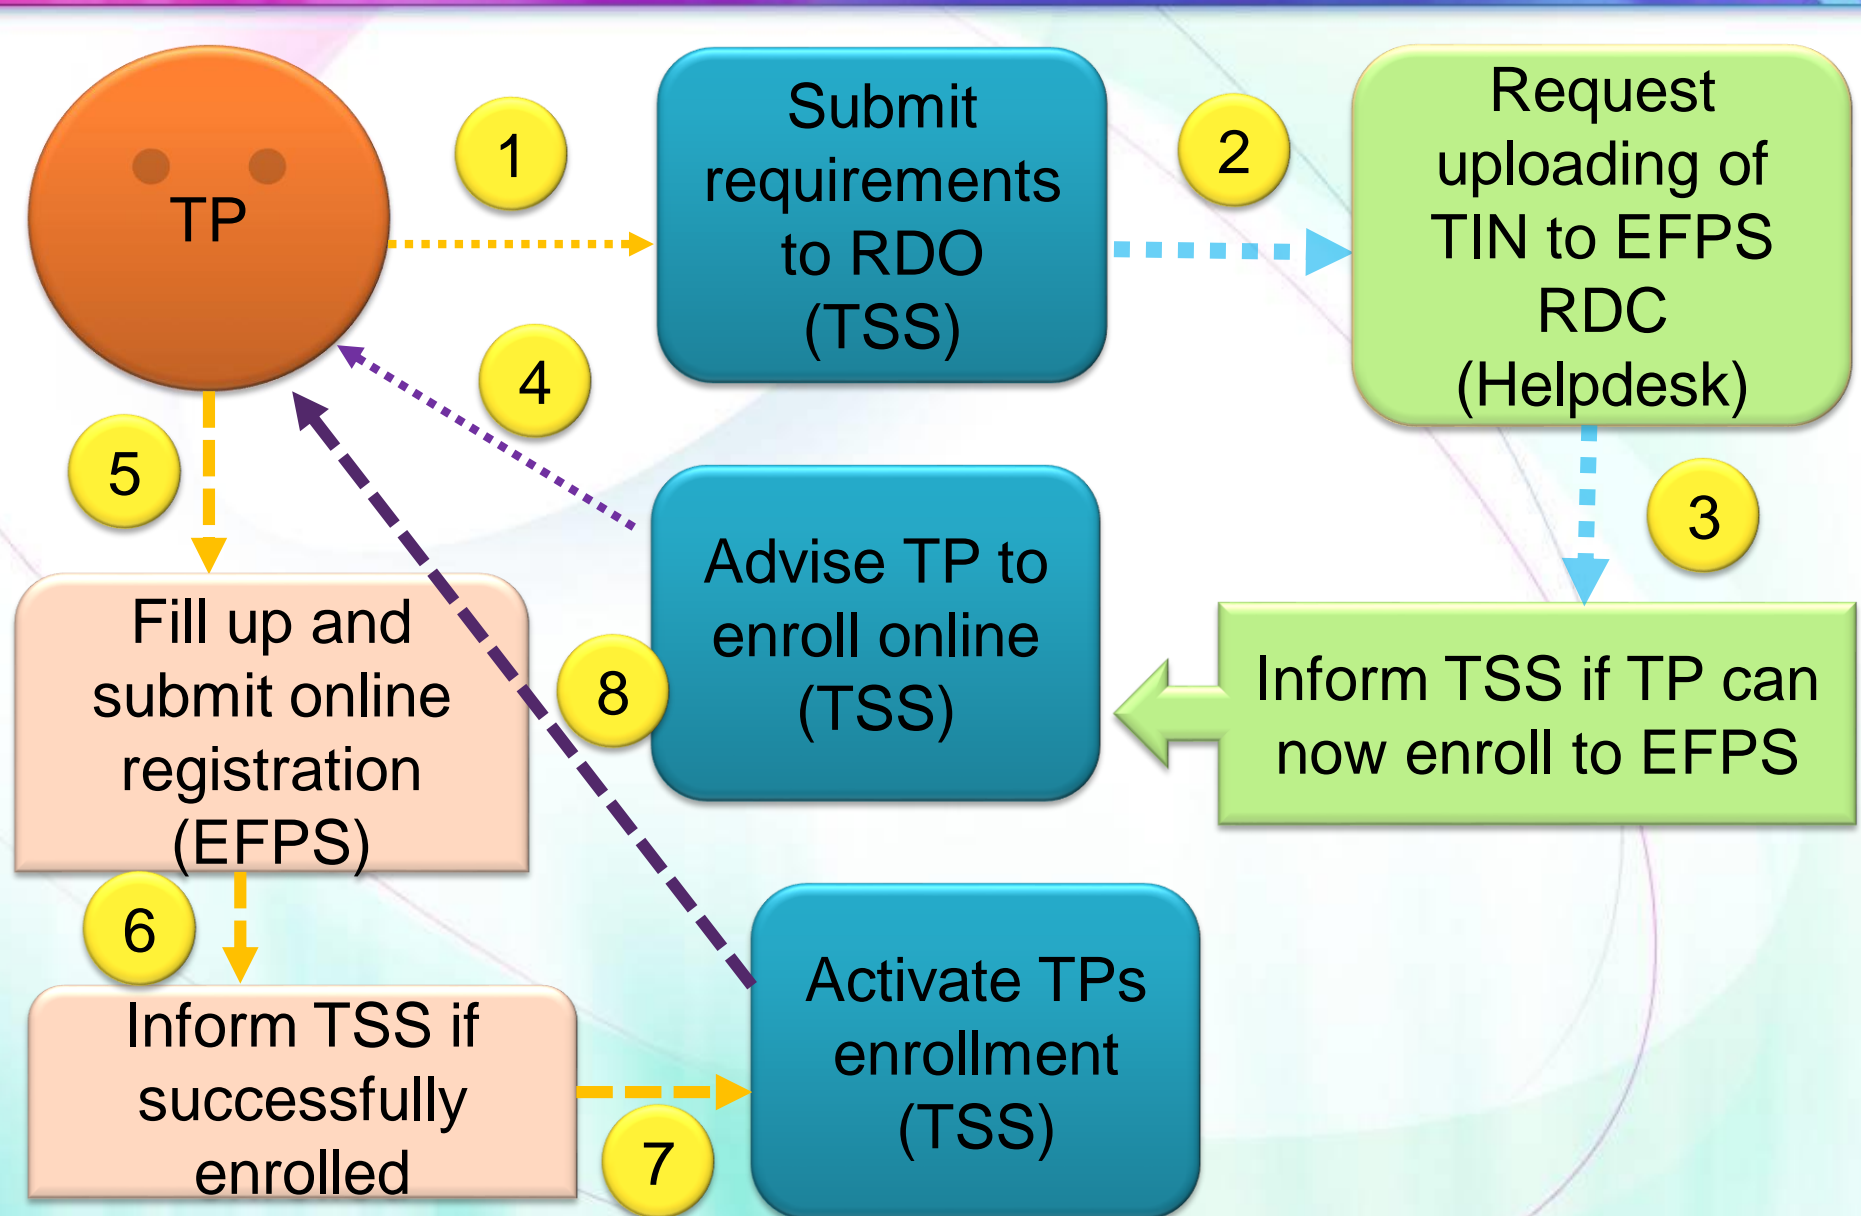 TP
1
Submit
requirements
to RDO
(TSS)
2
Request
uploading of
TIN to EFPS
RDC
(Helpdesk)
3
Inform TSS if TP can
now enroll to EFPS
Advise TP to
enroll online
(TSS)
4
5
Fill up and
submit online
registration
(EFPS)
6
Inform TSS if
successfully
enrolled
7
Activate TPs
enrollment
(TSS)
8